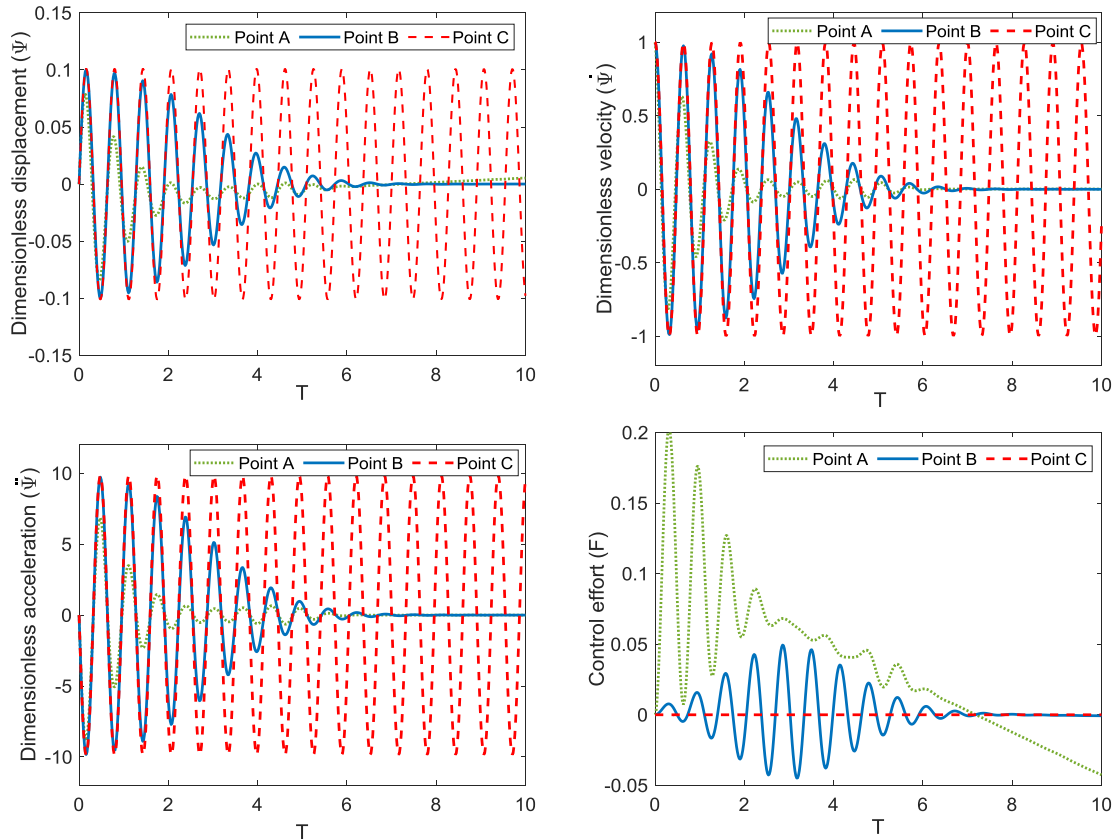 Dimensionless displacement (Ψ)
0.15
0.1
0.05
0
-0.05
-0.1
-0.15
Point A Point B Point C
0 2 4 6 8 10
T
Dimensionless velocity (Ψ̇)
1
0.5
0
-0.5
-1
Point A Point B Point C
0 2 4 6 8 10
T
Dimensionless acceleration (Ψ̈)
10
5
0
-5
-10
Point A Point B Point C
0 2 4 6 8 10
T
Control effort (F)
0.2
0.15
0.1
0.05
0
-0.05
Point A Point B Point C
0 2 4 6 8 10
T